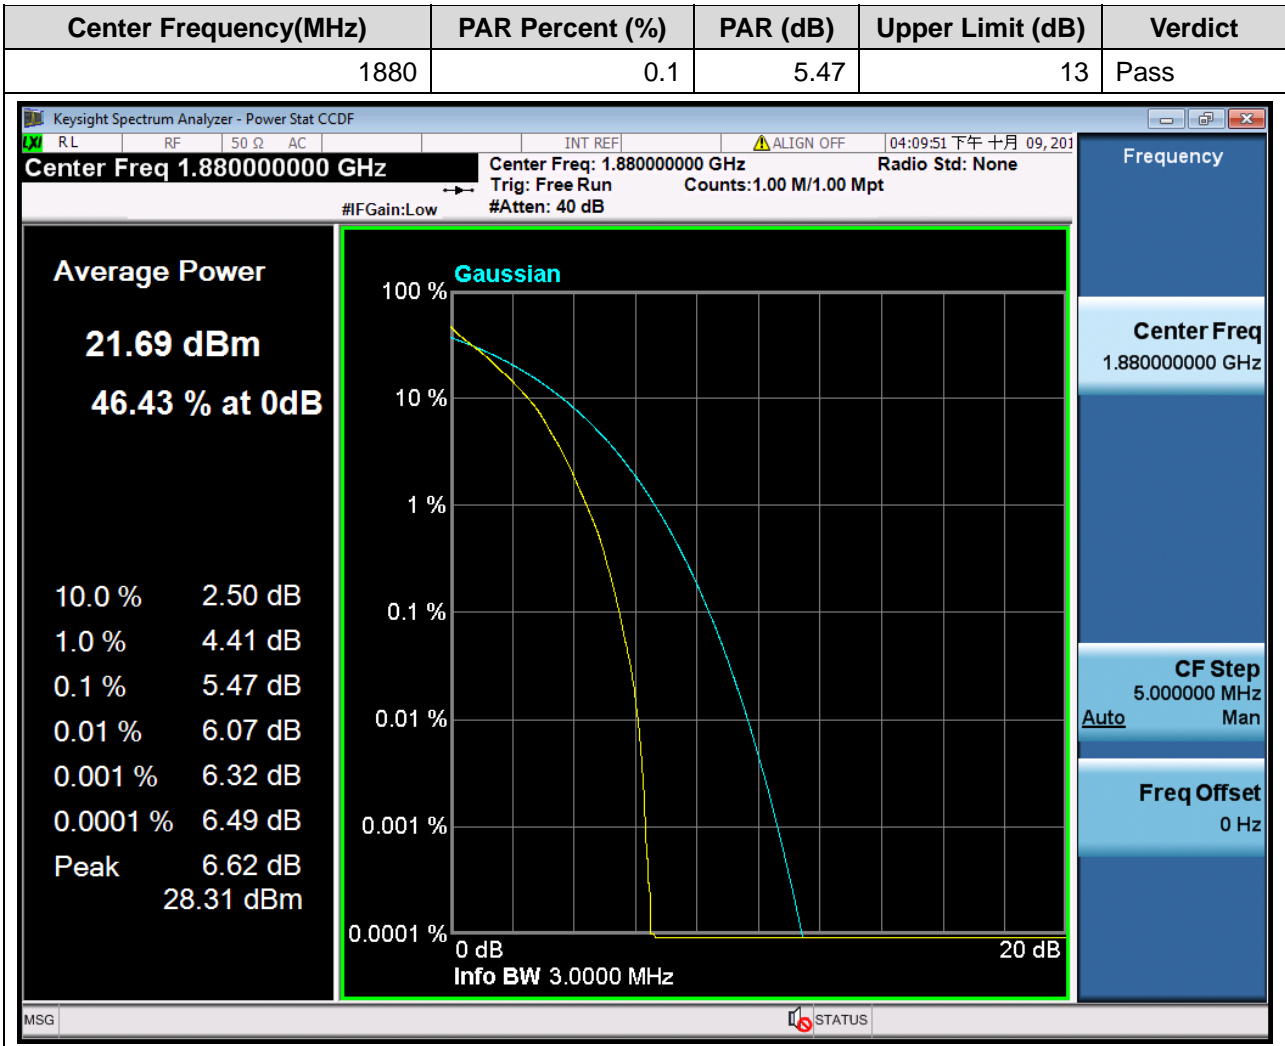 Center Frequency(MHz) PAR Percent (%) PAR (dB) Upper Limit (dB) Verdict
1880 0.1 5.47 13 Pass
Keysight Spectrum Analyzer - Power Stat CCDF
LXI RL RF 50 Ω AC INT REF ALIGN OFF 04:09:51 下午 十月 09, 201
Center Freq 1.880000000 GHz
Center Freq: 1.880000000 GHz Radio Std: None
Trig: Free Run Counts:1.00 M/1.00 Mpt
#IFGain:Low #Atten: 40 dB
Average Power
21.69 dBm
46.43 % at 0dB
10.0 % 2.50 dB
1.0 % 4.41 dB
0.1 % 5.47 dB
0.01 % 6.07 dB
0.001 % 6.32 dB
0.0001 % 6.49 dB
Peak 6.62 dB
28.31 dBm
Gaussian
100 %
10 %
1 %
0.1 %
0.01 %
0.001 %
0.0001 %
0 dB 20 dB
Info BW 3.0000 MHz
Frequency
Center Freq
1.880000000 GHz
CF Step
5.000000 MHz
Auto Man
Freq Offset
0 Hz
MSG STATUS